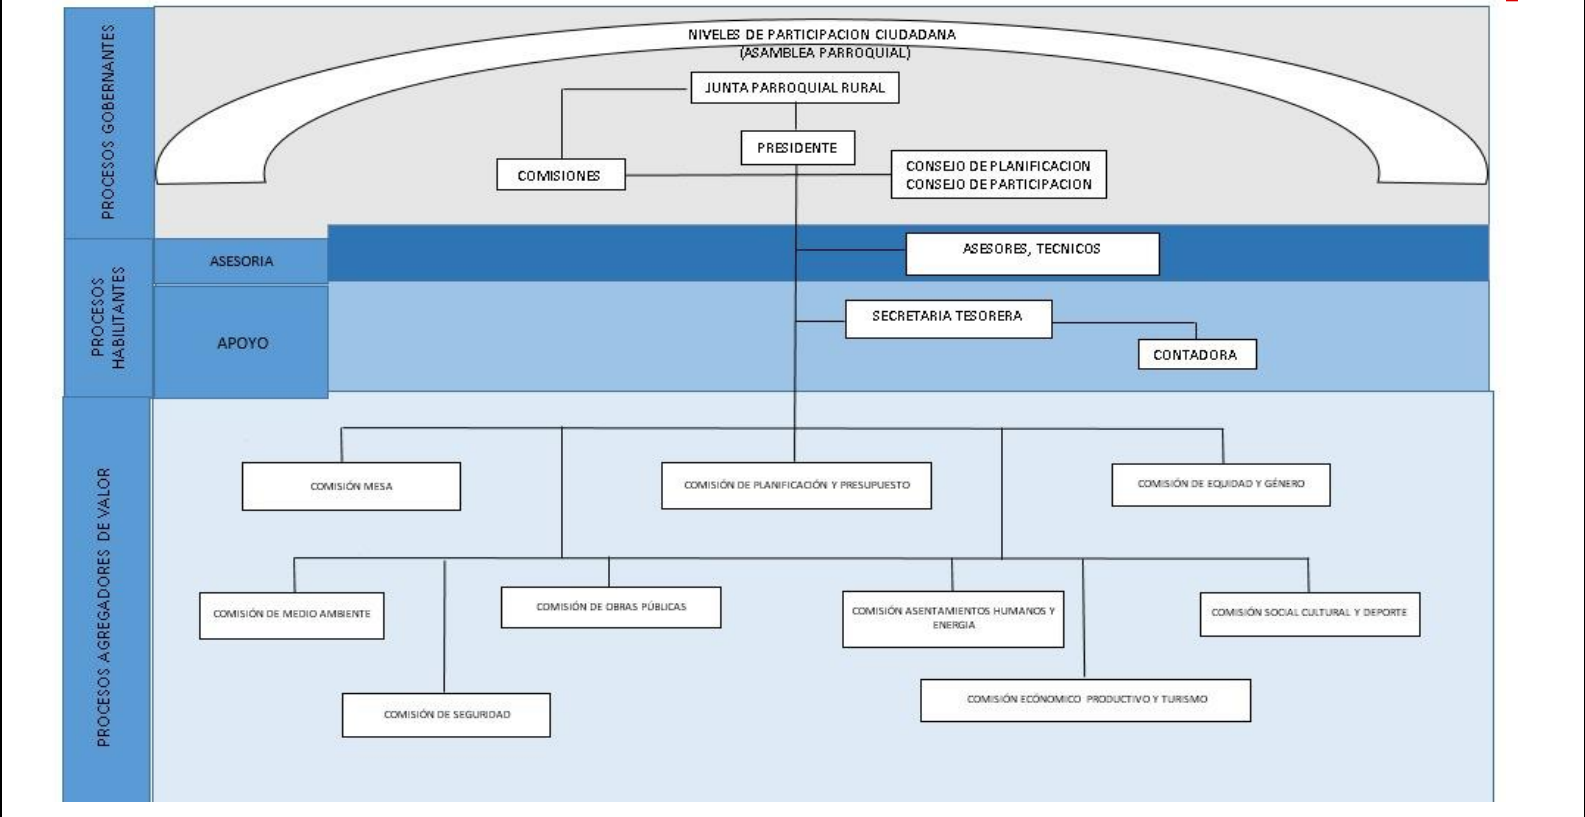 PROCESOS GOBERNANTES
NIVELES DE PARTICIPACION CIUDADANA
(ASAMBLEA PARROQUIAL)
JUNTA PARROQUIAL RURAL
PRESIDENTE
COMISIONES
CONSEJO DE PLANIFICACION
CONSEJO DE PARTICIPACION
PROCESOS
HABILITANTES
ASESORIA
ASESORES, TECNICOS
APOYO
SECRETARIA TESORERA
CONTADORA
PROCESOS AGREGADORES DE VALOR
COMISIÓN MESA
COMISIÓN DE PLANIFICACIÓN Y PRESUPUESTO
COMISIÓN DE EQUIDAD Y GÉNERO
COMISIÓN DE MEDIO AMBIENTE
COMISIÓN DE OBRAS PÚBLICAS
COMISIÓN ASENTAMIENTOS HUMANOS Y
ENERGIA
COMISIÓN SOCIAL CULTURAL Y DEPORTE
COMISIÓN DE SEGURIDAD
COMISIÓN ECÓNOMICO PRODUCTIVO Y TURISMO